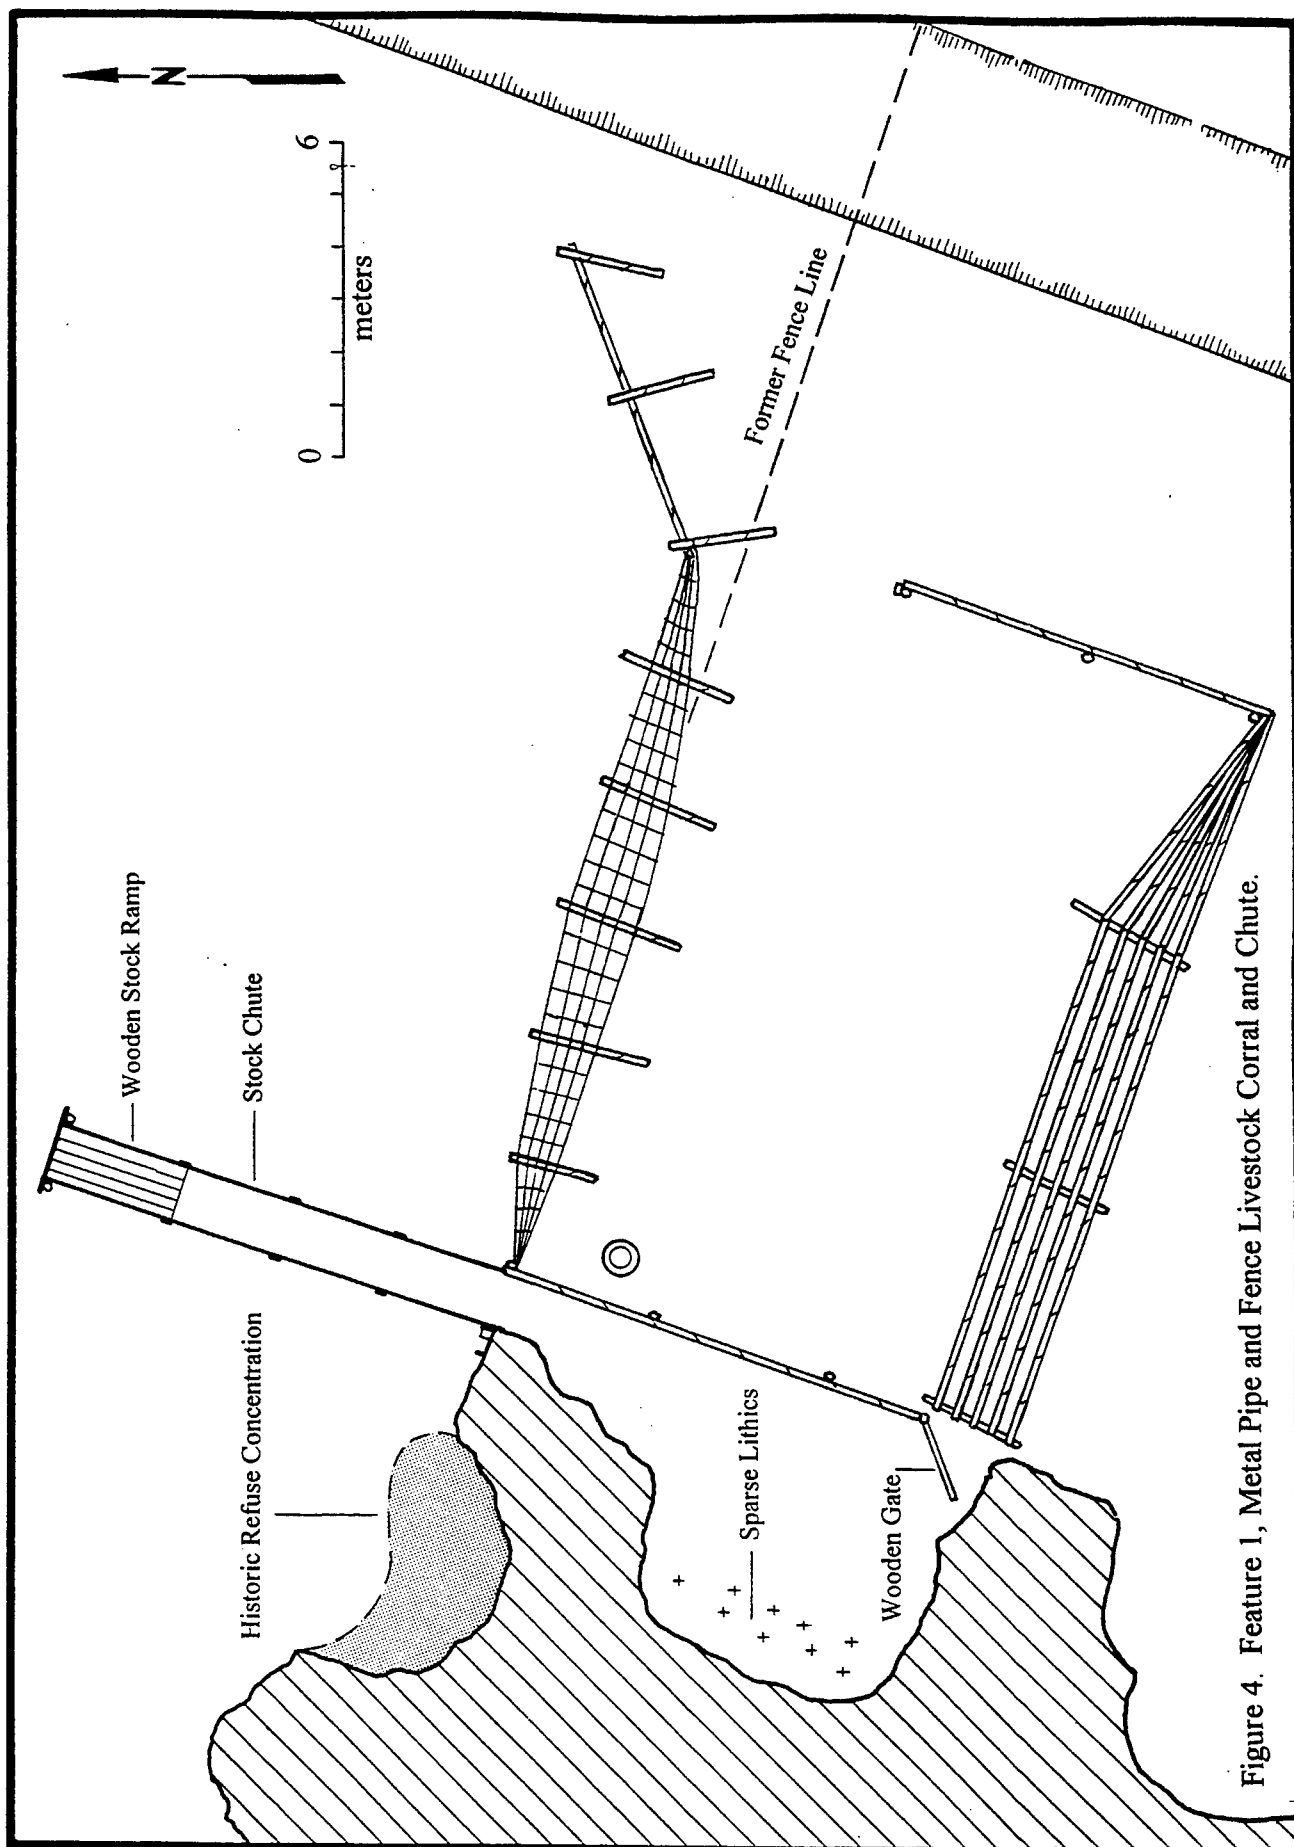 Wooden Stock Ramp
Stock Chute
Historic Refuse Concentration
Sparse Lithics
Wooden Gate
Former Fence Line
0 6
meters
N
Figure 4. Feature 1, Metal Pipe and Fence Livestock Corral and Chute.